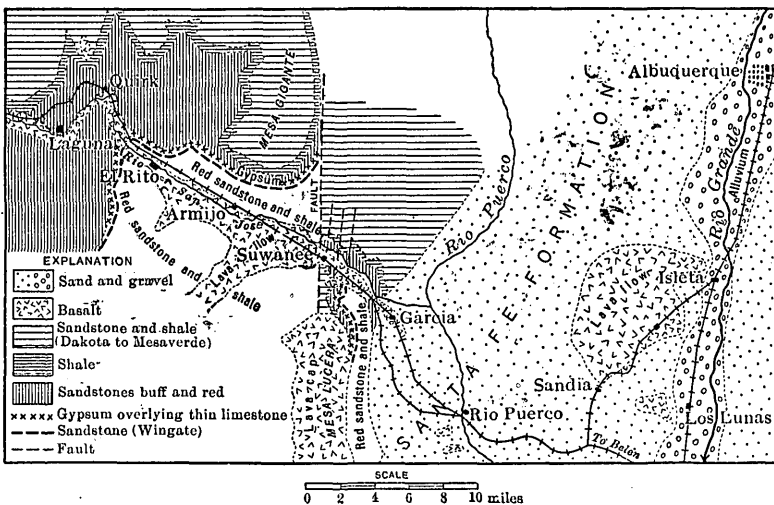 Albuquerque
Quirk
MESA GIGANTE
Laguna
Gypsum
El Rito
Rio San Jose
Red sandstone and shale
FAULT
Rio Puerco
Rio Grande
Alluvium
Armijo
Red sandstone and shale
Suwanee
Lava flow
SANTA FE FORMATION
Isleta
Lava flow
Garcia
Lava cap
MESA LUCERA
Red sandstone and shale
Sandia
Rio Puerco
Los Lunas
To Belen
EXPLANATION
Sand and gravel
Basalt
Sandstone and shale
(Dakota to Mesaverde)
Shale
Sandstones buff and red
Gypsum overlying thin limestone
Sandstone (Wingate)
Fault
SCALE
0 2 4 6 8 10 miles